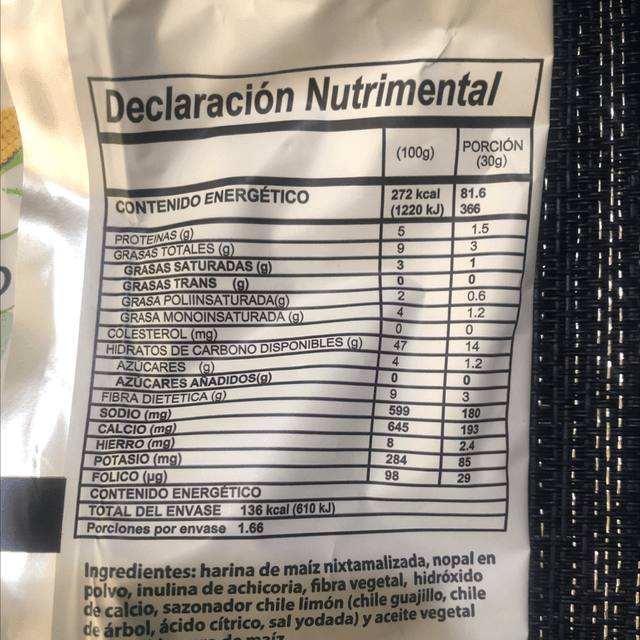 Declaración Nutrimental
(100g) PORCIÓN (30g)
CONTENIDO ENERGÉTICO 272 kcal 81.6
(1220 kJ) 366
PROTEINAS (g) 5 1.5
GRASAS TOTALES (g) 9 3
GRASAS SATURADAS (g) 3 1
GRASAS TRANS (g) 0 0
GRASA POLIINSATURADA(g) 2 0.6
GRASA MONOINSATURADA (g) 4 1.2
COLESTEROL (mg) 0 0
HIDRATOS DE CARBONO DISPONIBLES (g) 47 14
AZÚCARES (g) 4 1.2
AZÚCARES AÑADIDOS(g) 0 0
FIBRA DIETETICA (g) 9 3
SODIO (mg) 599 180
CALCIO (mg) 645 193
HIERRO (mg) 8 2.4
POTASIO (mg) 284 85
FOLICO (µg) 98 29
CONTENIDO ENERGÉTICO
TOTAL DEL ENVASE 136 kcal (610 kJ)
Porciones por envase 1.66
Ingredientes: harina de maíz nixtamalizada, nopal en
polvo, inulina de achicoria, fibra vegetal, hidróxido
de calcio, sazonador chile limón (chile guajillo, chile
de árbol, ácido cítrico, sal yodada) y aceite vegetal
de maíz